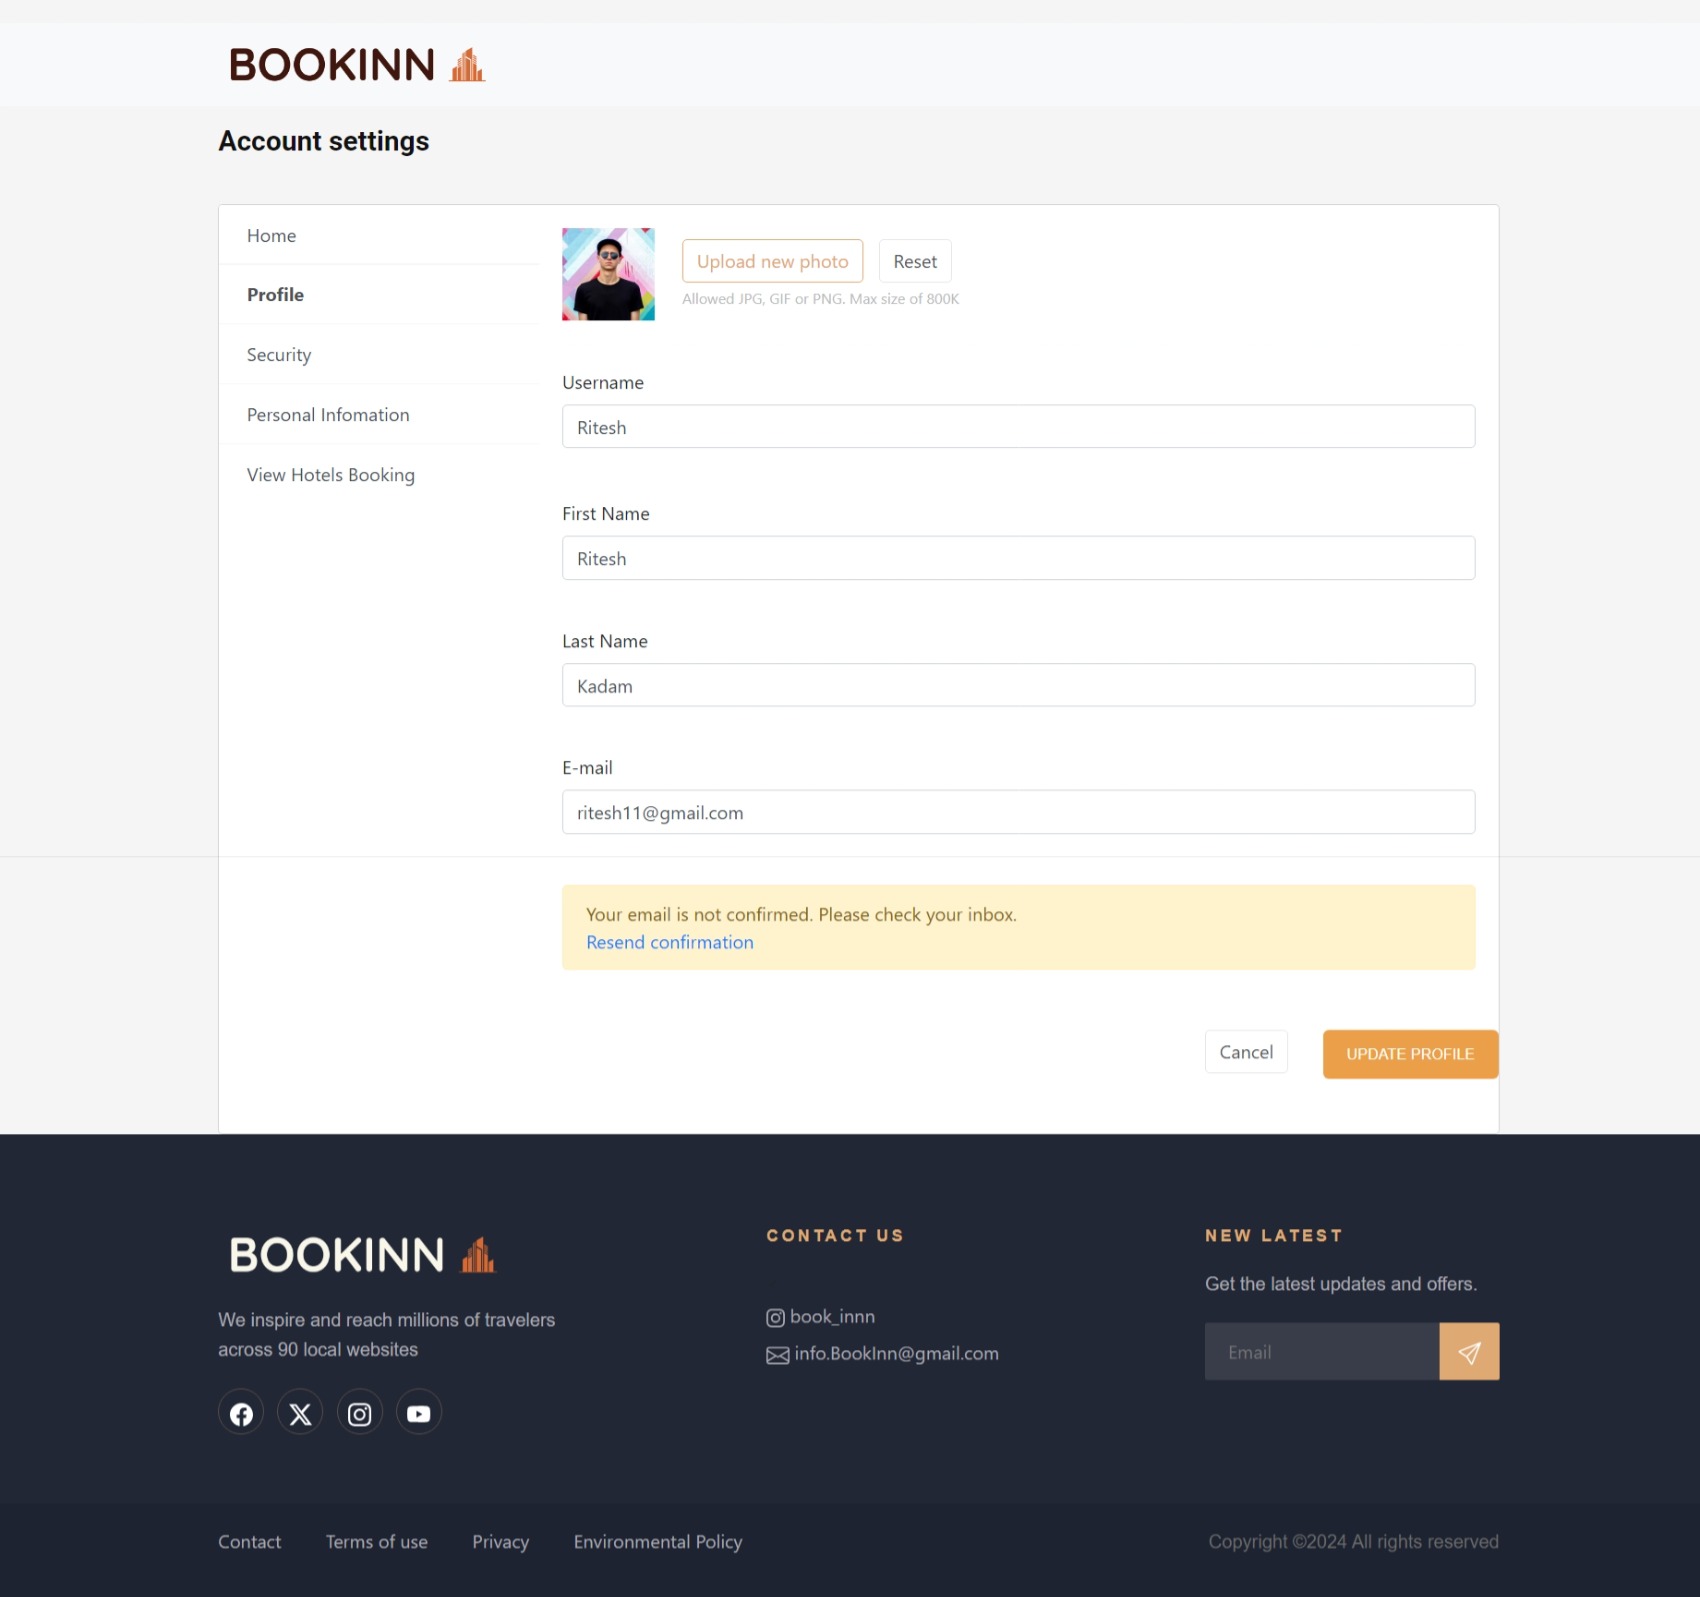 BOOKINN
Account settings
Home
Profile
Security
Personal Infomation
View Hotels Booking
Upload new photo
Reset
Allowed JPG, GIF or PNG. Max size of 800K
Username
Ritesh
First Name
Ritesh
Last Name
Kadam
E-mail
ritesh11@gmail.com
Your email is not confirmed. Please check your inbox.
Resend confirmation
Cancel
UPDATE PROFILE
BOOKINN
We inspire and reach millions of travelers
across 90 local websites
CONTACT US
book_innn
info.BookInn@gmail.com
NEW LATEST
Get the latest updates and offers.
Email
Contact
Terms of use
Privacy
Environmental Policy
Copyright ©2024 All rights reserved